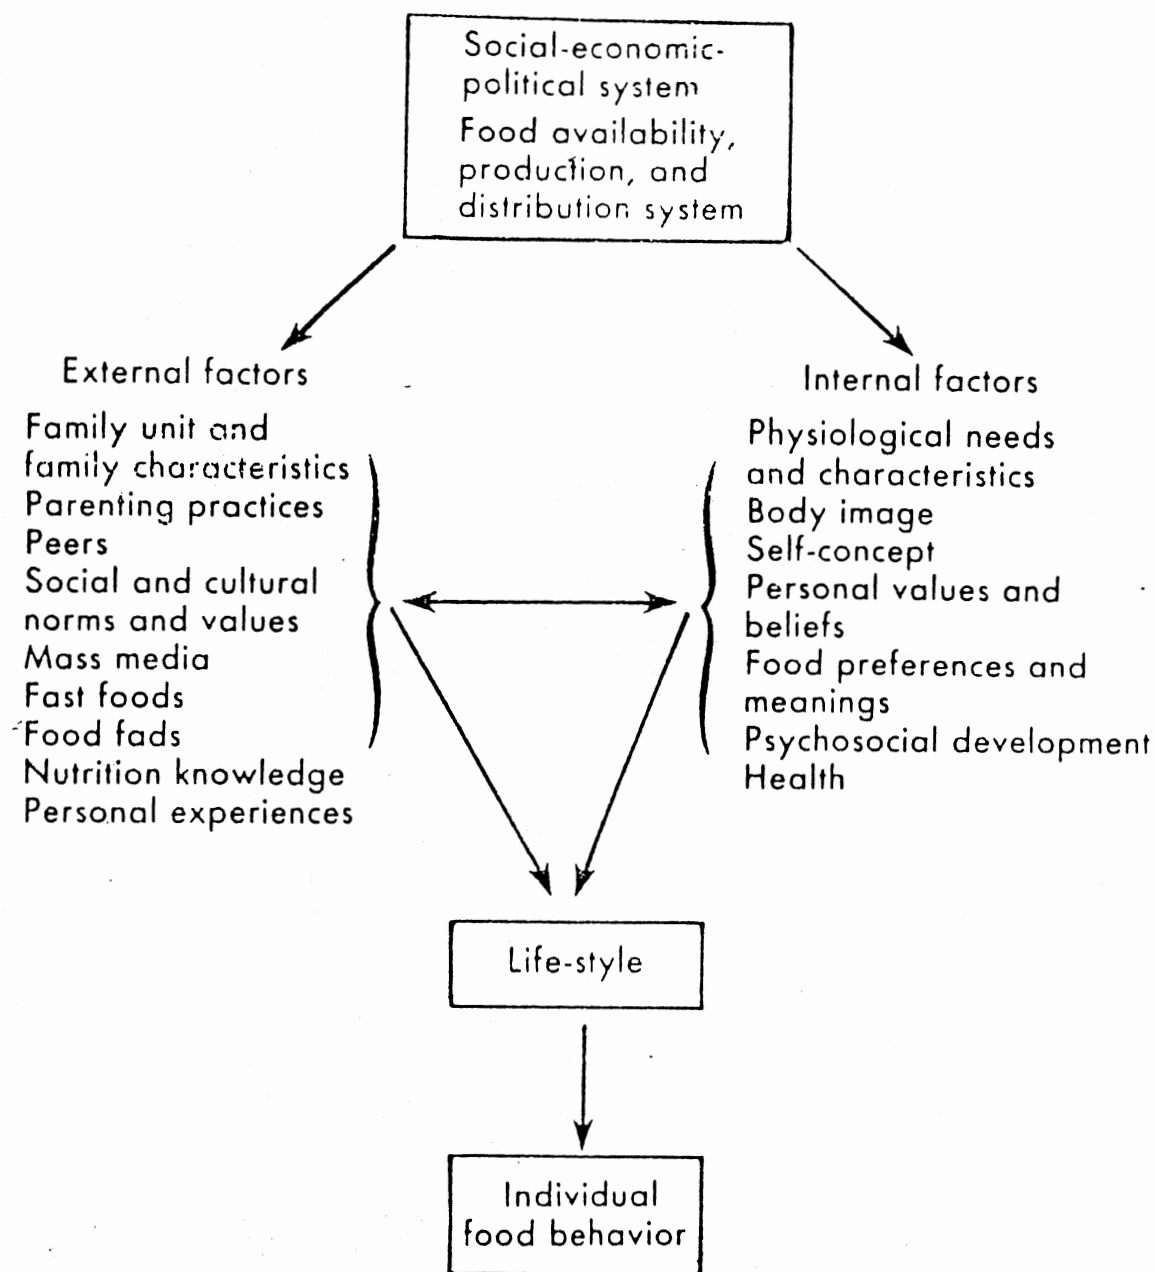 Social-economic-
political system
Food availability,
production, and
distribution system
External factors
Family unit and
family characteristics
Parenting practices
Peers
Social and cultural
norms and values
Mass media
Fast foods
Food fads
Nutrition knowledge
Personal experiences
Internal factors
Physiological needs
and characteristics
Body image
Self-concept
Personal values and
beliefs
Food preferences and
meanings
Psychosocial development
Health
Life-style
Individual
food behavior